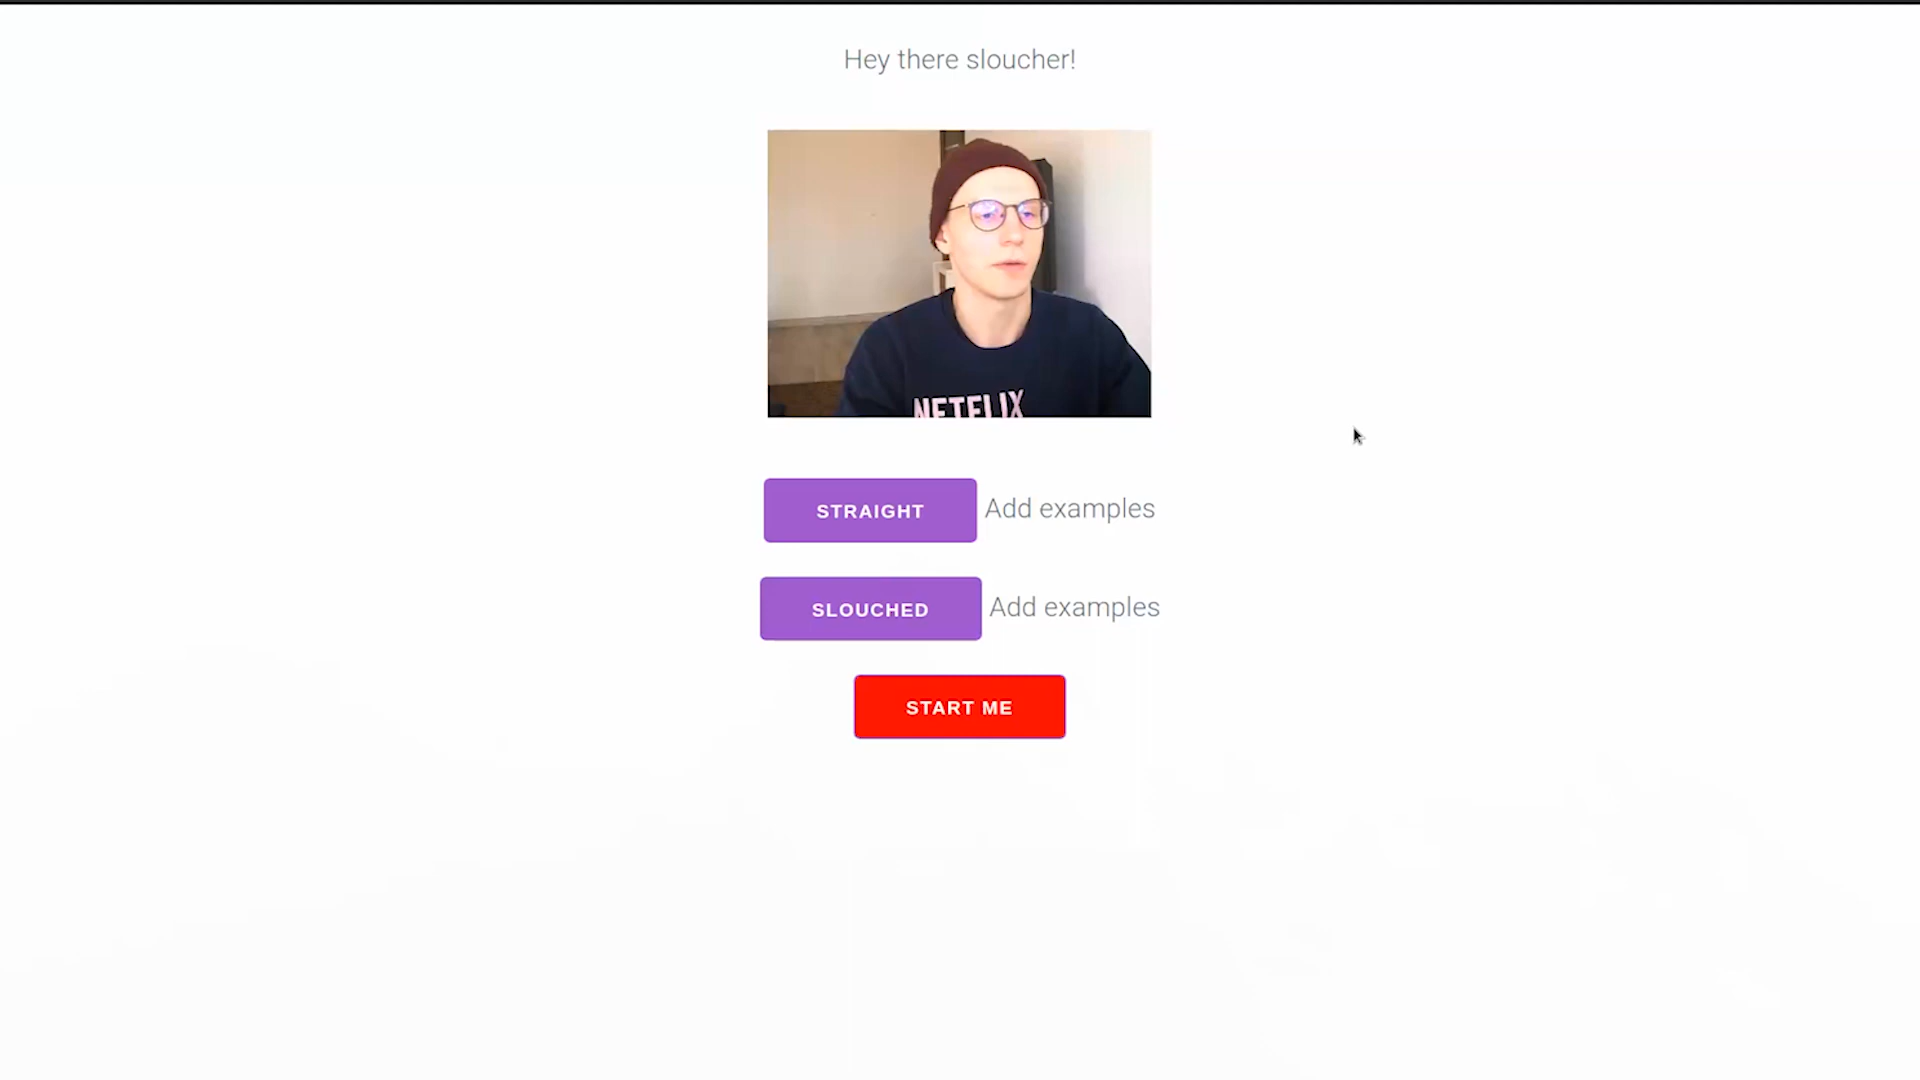 Hey there sloucher!
NETFLIX
STRAIGHT Add examples
SLOUCHED Add examples
START ME